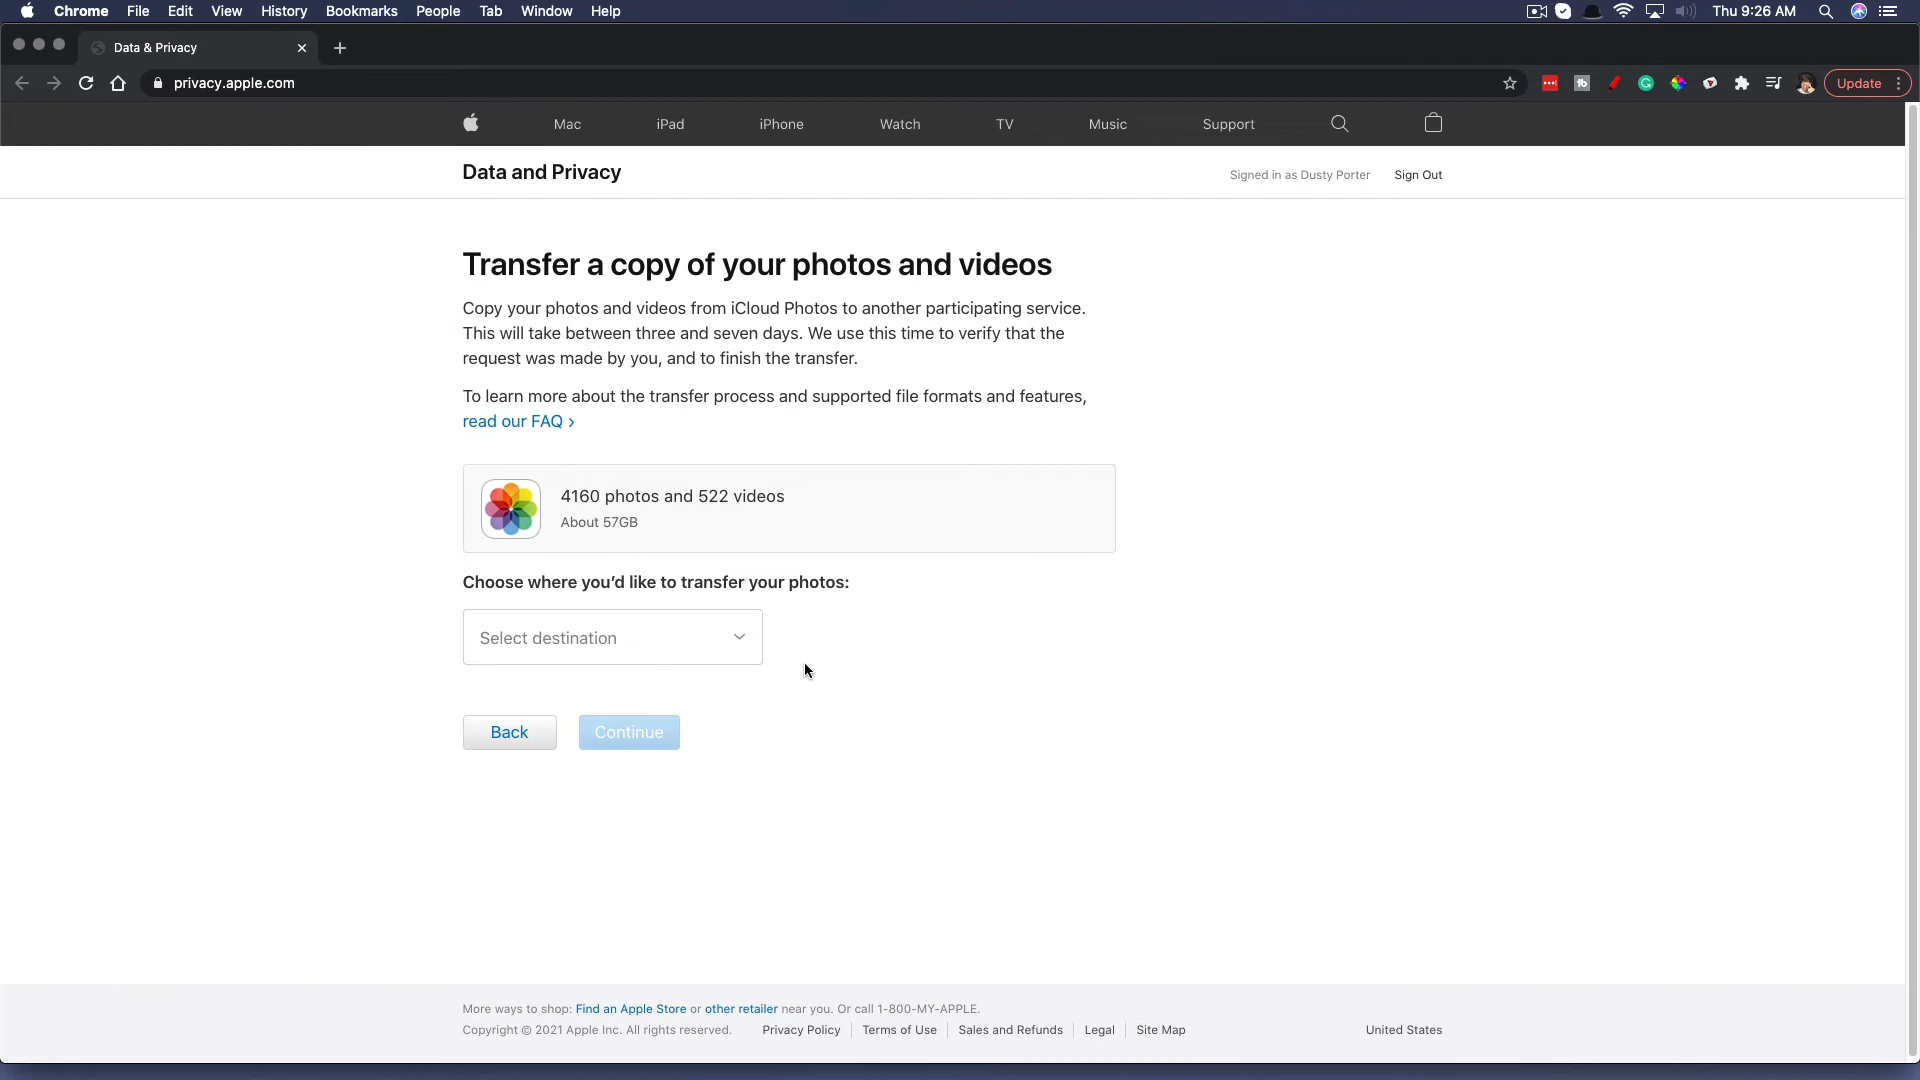 Chrome File Edit View History Bookmarks People Tab Window Help Thu 9:26 AM
Data & Privacy
privacy.apple.com Update
Mac iPad iPhone Watch TV Music Support
Data and Privacy Signed in as Dusty Porter Sign Out
Transfer a copy of your photos and videos
Copy your photos and videos from iCloud Photos to another participating service.
This will take between three and seven days. We use this time to verify that the
request was made by you, and to finish the transfer.
To learn more about the transfer process and supported file formats and features,
read our FAQ >
4160 photos and 522 videos
About 57GB
Choose where you’d like to transfer your photos:
Select destination
Back Continue
More ways to shop: Find an Apple Store or other retailer near you. Or call 1-800-MY-APPLE.
Copyright © 2021 Apple Inc. All rights reserved. Privacy Policy Terms of Use Sales and Refunds Legal Site Map United States